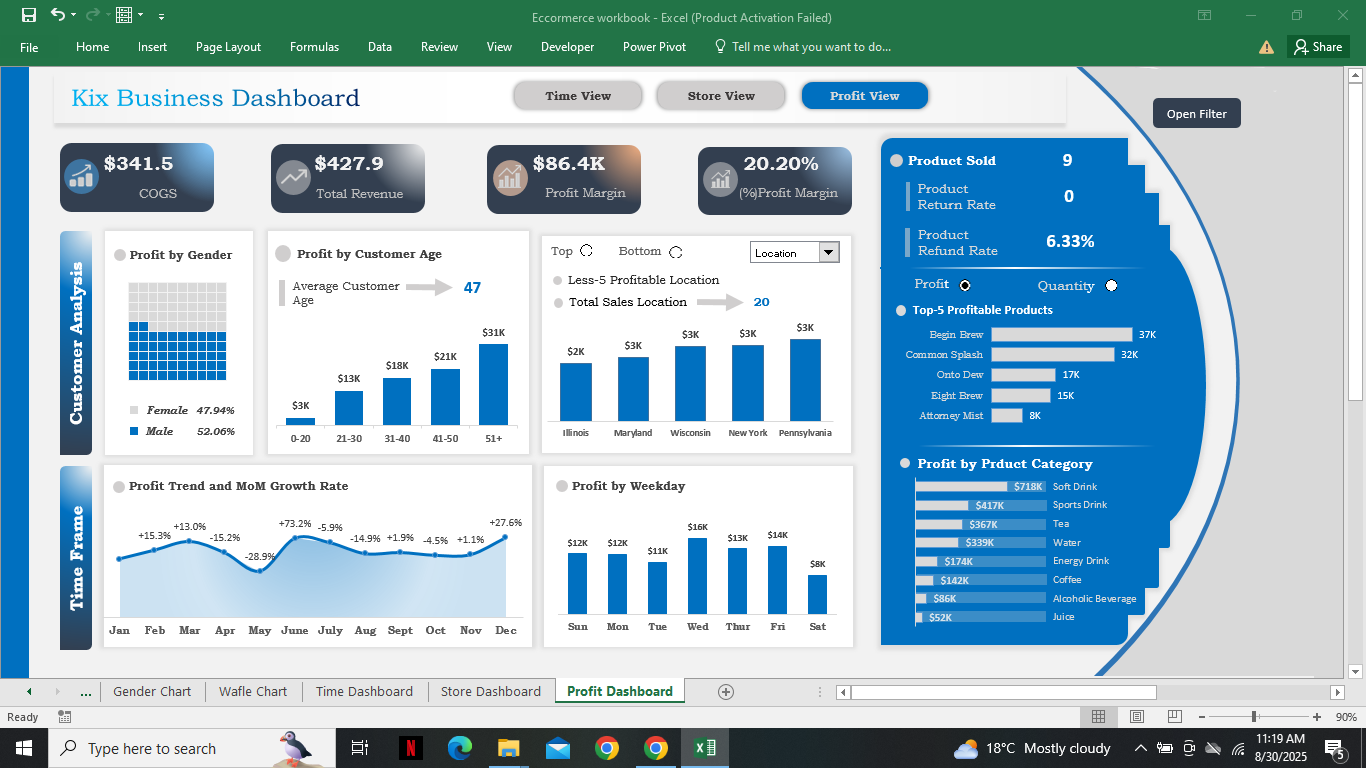 Eccormerce workbook - Excel (Product Activation Failed)
File Home Insert Page Layout Formulas Data Review View Developer Power Pivot Tell me what you want to do... Share
Kix Business Dashboard
Time View
Store View
Profit View
Open Filter
$341.5
COGS
$427.9
Total Revenue
$86.4K
Profit Margin
20.20%
(%)Profit Margin
Customer Analysis
Profit by Gender
Female 47.94%
Male 52.06%
Profit by Customer Age
Average Customer
Age
47
$3K
$13K
$18K
$21K
$31K
0-20 21-30 31-40 41-50 51+
Top Bottom
Location
Less-5 Profitable Location
Total Sales Location 20
$2K $3K $3K $3K $3K
Illinois Maryland Wisconsin New York Pennsylvania
Time Frame
Profit Trend and MoM Growth Rate
+15.3% +13.0% -15.2% -28.9% +73.2% -5.9% -14.9% +1.9% -4.5% +1.1% +27.6%
Jan Feb Mar Apr May June July Aug Sept Oct Nov Dec
Profit by Weekday
$12K $12K $11K $16K $13K $14K $8K
Sun Mon Tue Wed Thur Fri Sat
Product Sold 9
Product
Return Rate
0
Product
Refund Rate
6.33%
Profit Quantity
Top-5 Profitable Products
Begin Brew 37K
Common Splash 32K
Onto Dew 17K
Eight Brew 15K
Attorney Mist 8K
Profit by Prduct Category
$718K Soft Drink
$417K Sports Drink
$367K Tea
$339K Water
$174K Energy Drink
$142K Coffee
$86K Alcoholic Beverage
$52K Juice
... Gender Chart Wafle Chart Time Dashboard Store Dashboard Profit Dashboard
Ready 90%
Type here to search
18°C Mostly cloudy
11:19 AM
8/30/2025
5